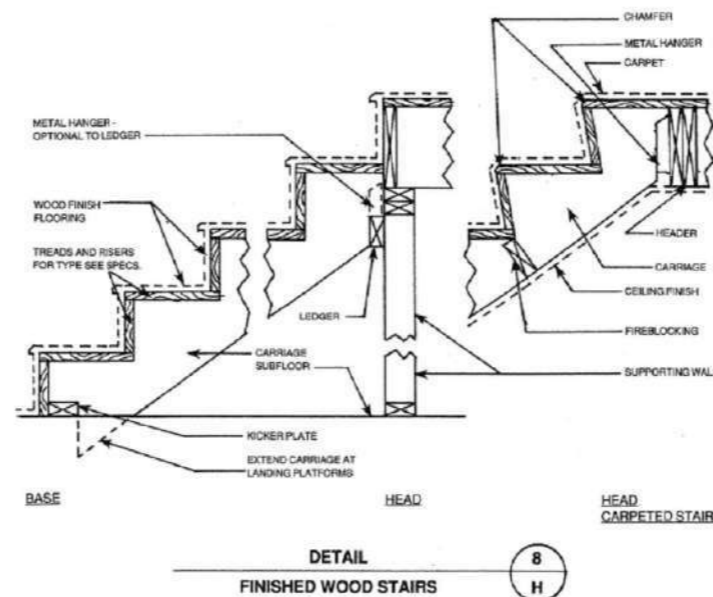 CHAMFER
METAL HANGER
CARPET
METAL HANGER -
OPTIONAL TO LEDGER
WOOD FINISH
FLOORING
TREADS AND RISERS
FOR TYPE SEE SPECS.
HEADER
CARRIAGE
CEILING FINISH
LEDGER
FIREBLOCKING
CARRIAGE
SUBFLOOR
SUPPORTING WAL
KICKER PLATE
EXTEND CARRIAGE AT
LANDING PLATFORMS
BASE
HEAD
HEAD
CARPETED STAIR
DETAIL
8
FINISHED WOOD STAIRS
H